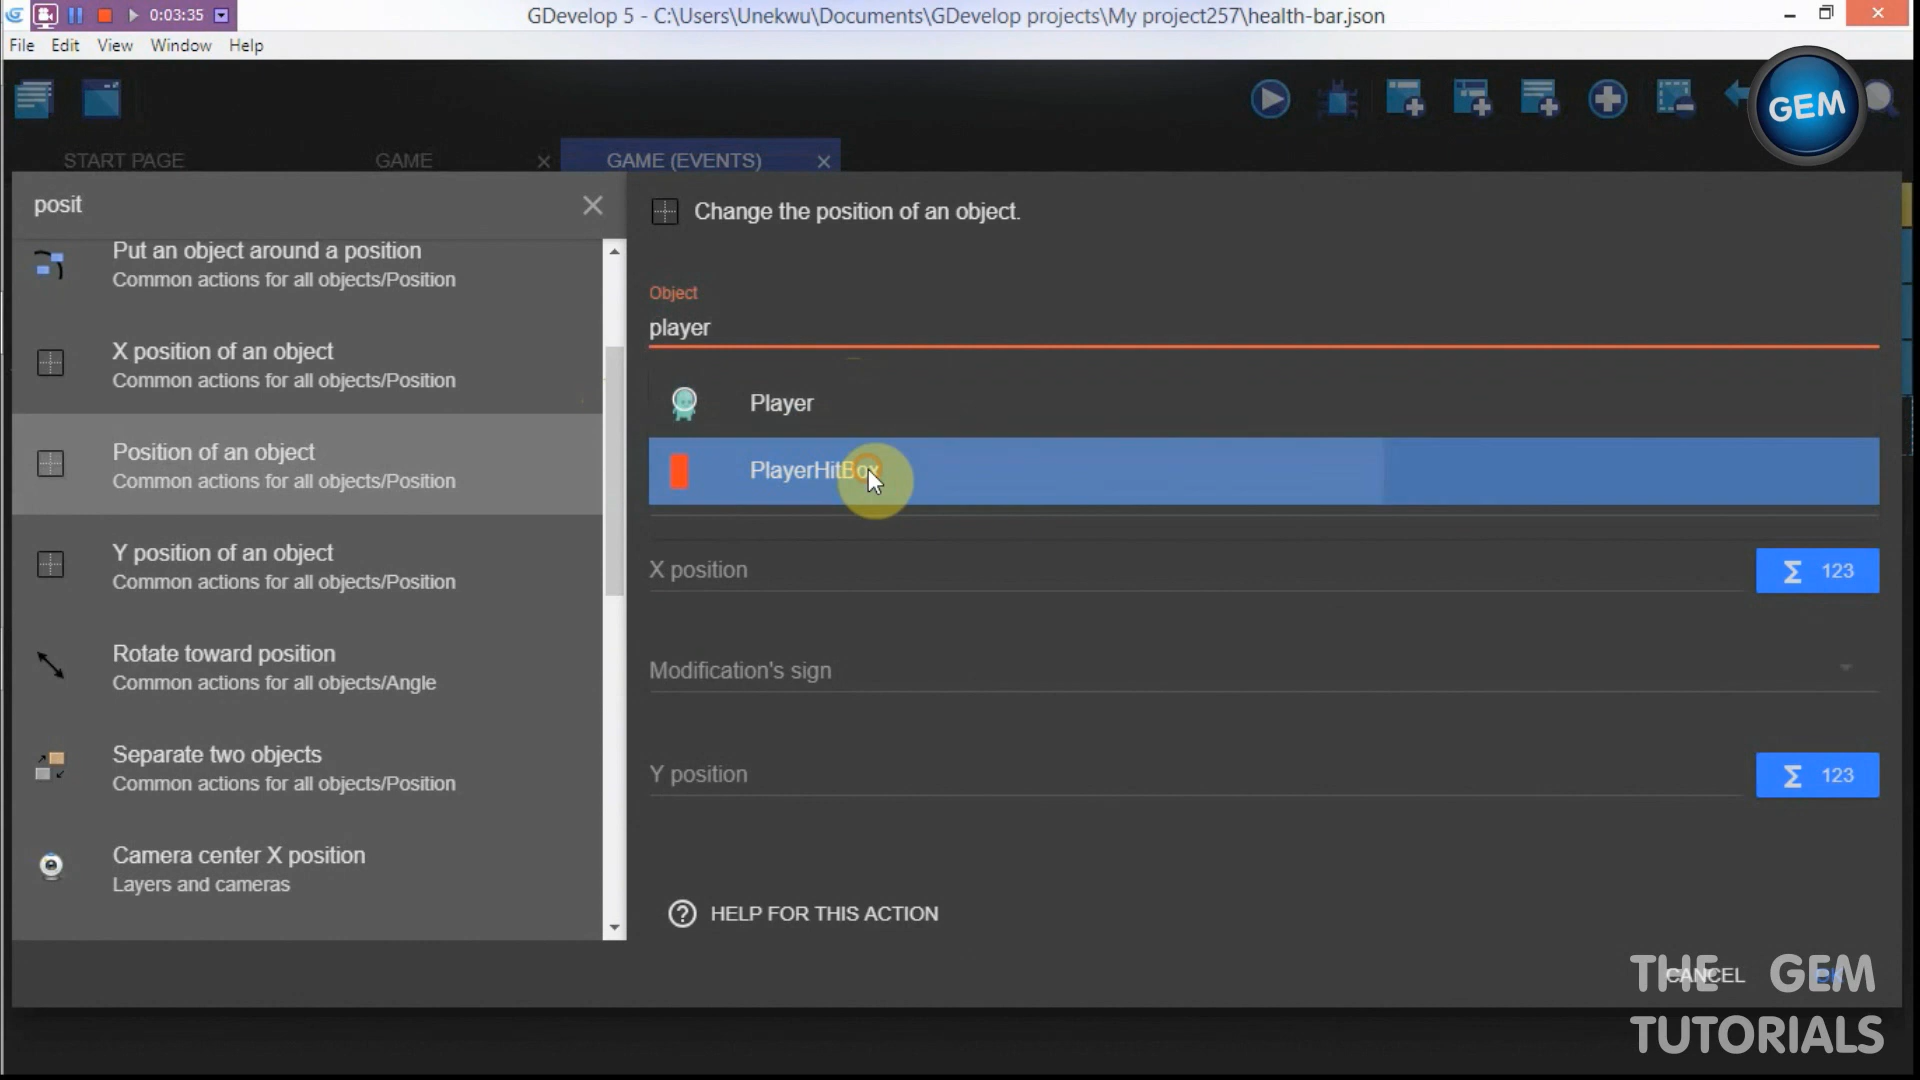 0:03:35
GDevelop 5 - C:\Users\Unekwu\Documents\GDevelop projects\My project257\health-bar.json
File Edit View Window Help
GEM
START PAGE
GAME
GAME (EVENTS)
posit
Put an object around a position
Common actions for all objects/Position
X position of an object
Common actions for all objects/Position
Position of an object
Common actions for all objects/Position
Y position of an object
Common actions for all objects/Position
Rotate toward position
Common actions for all objects/Angle
Separate two objects
Common actions for all objects/Position
Camera center X position
Layers and cameras
Change the position of an object.
Object
player
Player
PlayerHitBox
X position
Σ 123
Modification's sign
Y position
Σ 123
? HELP FOR THIS ACTION
CANCEL OK
THE GEM
TUTORIALS